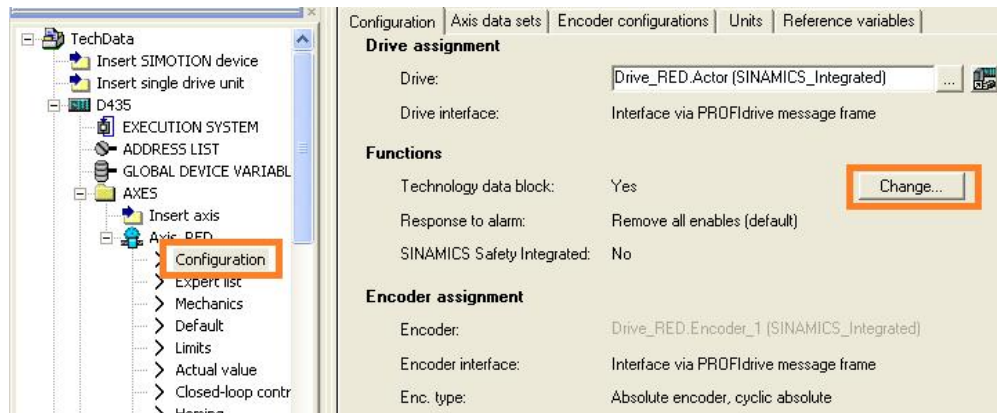 TechData
Insert SIMOTION device
Insert single drive unit
D435
EXECUTION SYSTEM
ADDRESS LIST
GLOBAL DEVICE VARIABL
AXES
Insert axis
Axis_RED
Configuration
Expert list
Mechanics
Default
Limits
Actual value
Closed-loop contr
Homing
Configuration Axis data sets Encoder configurations Units Reference variables
Drive assignment
Drive: Drive_RED.Actor (SINAMICS_Integrated) ...
Drive interface: Interface via PROFIdrive message frame
Functions
Technology data block: Yes Change...
Response to alarm: Remove all enables (default)
SINAMICS Safety Integrated: No
Encoder assignment
Encoder: Drive_RED.Encoder_1 (SINAMICS_Integrated)
Encoder interface: Interface via PROFIdrive message frame
Enc. type: Absolute encoder, cyclic absolute